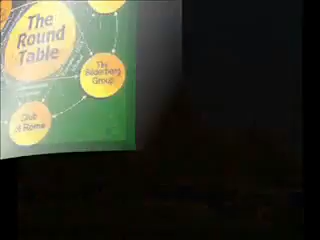 The
Round
Table
The
Bilderberg
Group
Club
of Rome